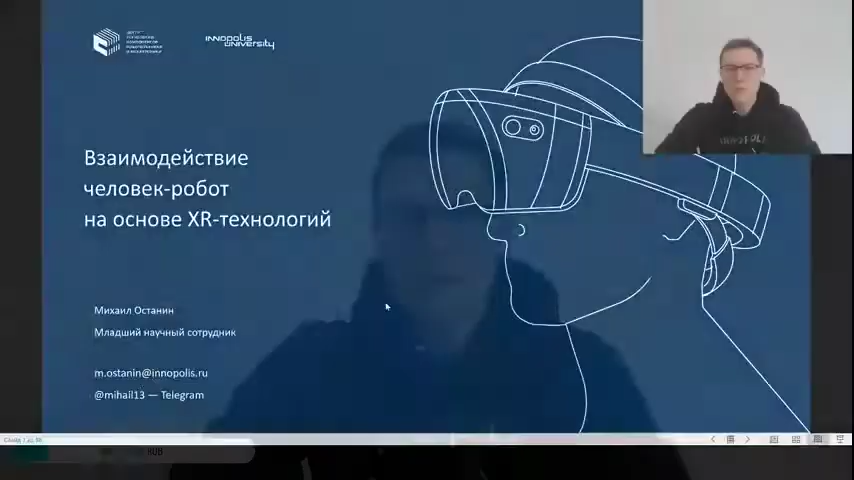 INNOPOLIS
UNIVERSITY
INNOPOLI
Взаимодействие
человек-робот
на основе XR-технологий
Михаил Останин
Младший научный сотрудник
m.ostanin@innopolis.ru
@mihail13 — Telegram